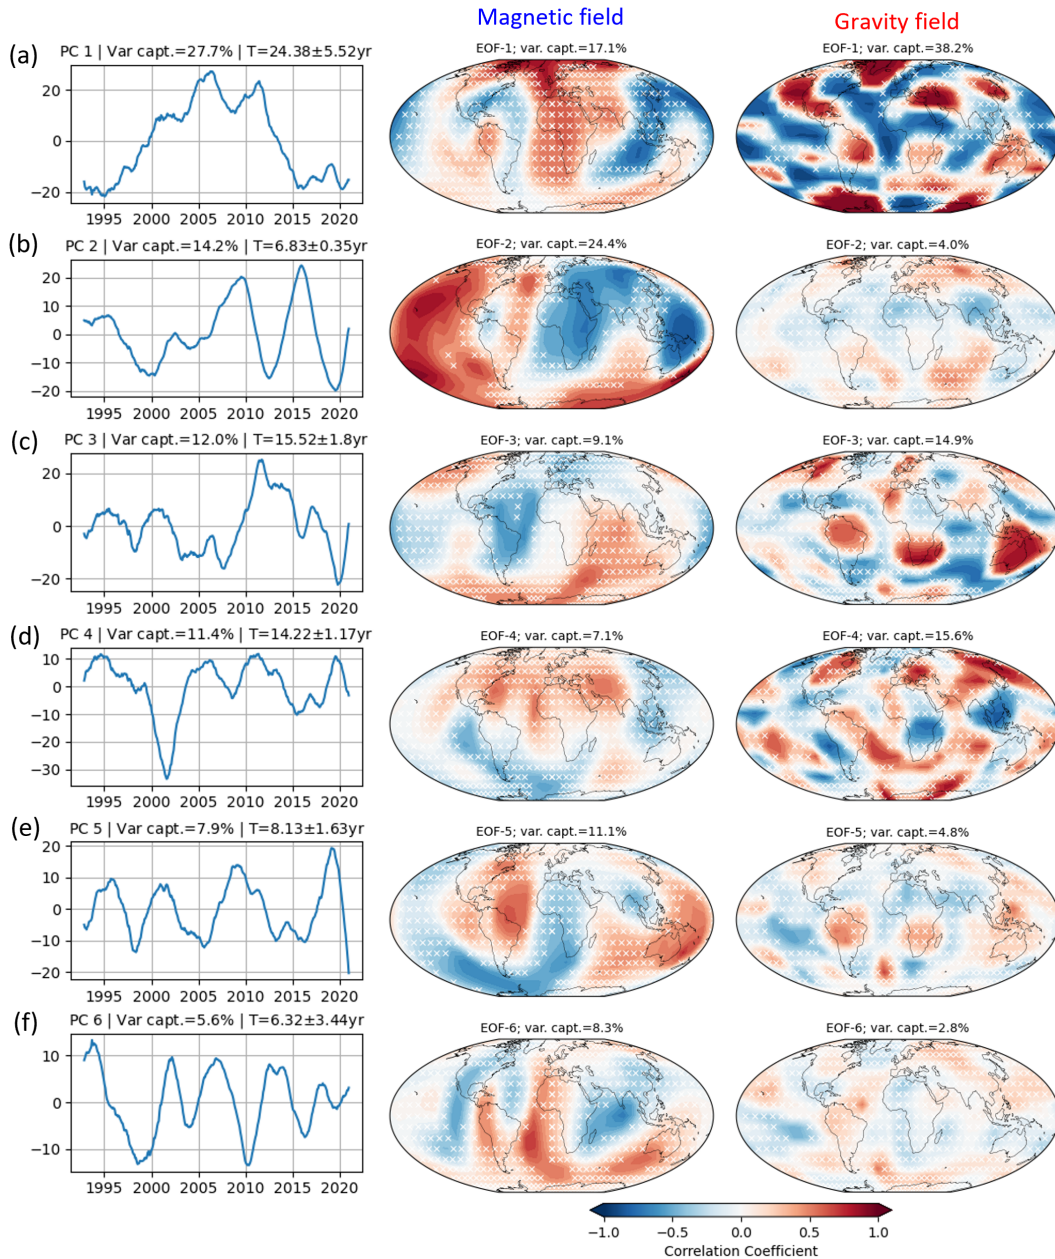 Magnetic field
Gravity field
(a)
PC 1 | Var capt.=27.7% | T=24.38±5.52yr
EOF-1; var. capt.=17.1%
EOF-1; var. capt.=38.2%
20
0
−20
1995 2000 2005 2010 2015 2020
(b)
PC 2 | Var capt.=14.2% | T=6.83±0.35yr
EOF-2; var. capt.=24.4%
EOF-2; var. capt.=4.0%
20
10
0
−10
−20
1995 2000 2005 2010 2015 2020
(c)
PC 3 | Var capt.=12.0% | T=15.52±1.8yr
EOF-3; var. capt.=9.1%
EOF-3; var. capt.=14.9%
20
0
−20
1995 2000 2005 2010 2015 2020
(d)
PC 4 | Var capt.=11.4% | T=14.22±1.17yr
EOF-4; var. capt.=7.1%
EOF-4; var. capt.=15.6%
10
0
−10
−20
−30
1995 2000 2005 2010 2015 2020
(e)
PC 5 | Var capt.=7.9% | T=8.13±1.63yr
EOF-5; var. capt.=11.1%
EOF-5; var. capt.=4.8%
20
10
0
−10
−20
1995 2000 2005 2010 2015 2020
(f)
PC 6 | Var capt.=5.6% | T=6.32±3.44yr
EOF-6; var. capt.=8.3%
EOF-6; var. capt.=2.8%
10
0
−10
1995 2000 2005 2010 2015 2020
−1.0 −0.5 0.0 0.5 1.0
Correlation Coefficient